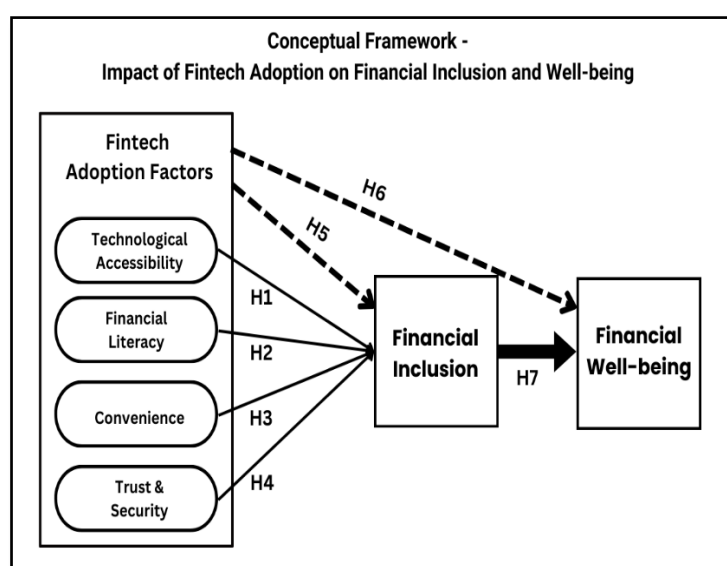 Conceptual Framework -
Impact of Fintech Adoption on Financial Inclusion and Well-being
Fintech
Adoption Factors
Technological
Accessibility
Financial
Literacy
Convenience
Trust &
Security
H1
H2
H3
H4
H5
H6
Financial
Inclusion
H7
Financial
Well-being